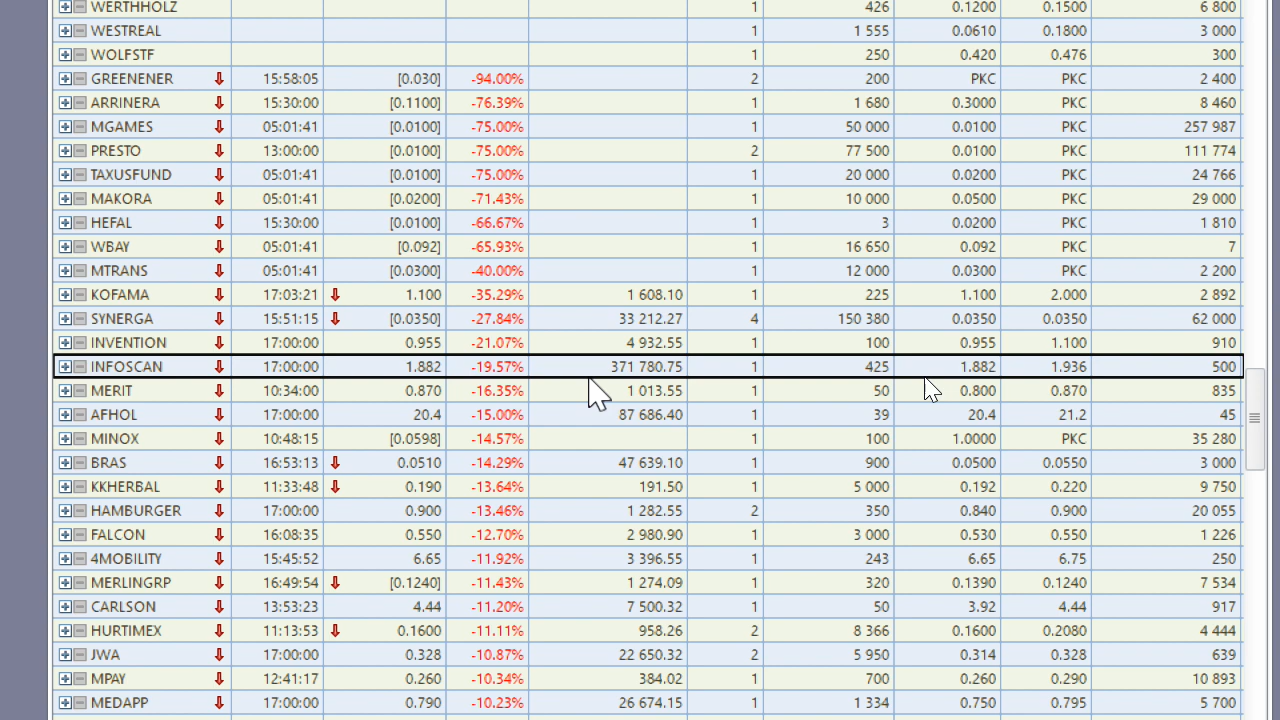 WERTHHOLZ 1 426 0.1200 0.1500 6 800
WESTREAL 1 1 555 0.0610 0.1800 3 000
WOLFSTF 1 250 0.420 0.476 300
GREENENER 15:58:05 [0.030] -94.00% 2 200 PKC PKC 2 400
ARRINERA 15:30:00 [0.1100] -76.39% 1 1 680 0.3000 PKC 8 460
MGAMES 05:01:41 [0.0100] -75.00% 1 50 000 0.0100 PKC 257 987
PRESTO 13:00:00 [0.0100] -75.00% 2 77 500 0.0100 PKC 111 774
TAXUSFUND 05:01:41 [0.0100] -75.00% 1 20 000 0.0200 PKC 24 766
MAKORA 05:01:41 [0.0200] -71.43% 1 10 000 0.0500 PKC 29 000
HEFAL 15:30:00 [0.0100] -66.67% 1 3 0.0200 PKC 1 810
WBAY 05:01:41 [0.092] -65.93% 1 16 650 0.092 PKC 7
MTRANS 05:01:41 [0.0300] -40.00% 1 12 000 0.0300 PKC 2 200
KOFAMA 17:03:21 1.100 -35.29% 1 608.10 1 225 1.100 2.000 2 892
SYNERGA 15:51:15 [0.0350] -27.84% 33 212.27 4 150 380 0.0350 0.0350 62 000
INVENTION 17:00:00 0.955 -21.07% 4 932.55 1 100 0.955 1.100 910
INFOSCAN 17:00:00 1.882 -19.57% 371 780.75 1 425 1.882 1.936 500
MERIT 10:34:00 0.870 -16.35% 1 013.55 1 50 0.800 0.870 835
AFHOL 17:00:00 20.4 -15.00% 87 686.40 1 39 20.4 21.2 45
MINOX 10:48:15 [0.0598] -14.57% 1 100 1.0000 PKC 35 280
BRAS 16:53:13 0.0510 -14.29% 47 639.10 1 900 0.0500 0.0550 3 000
KKHERBAL 11:33:48 0.190 -13.64% 191.50 1 5 000 0.192 0.220 9 750
HAMBURGER 17:00:00 0.900 -13.46% 1 282.55 2 350 0.840 0.900 20 055
FALCON 16:08:35 0.550 -12.70% 2 980.90 1 3 000 0.530 0.550 1 226
4MOBILITY 15:45:52 6.65 -11.92% 3 396.55 1 243 6.65 6.75 250
MERLINGRP 16:49:54 [0.1240] -11.43% 1 274.09 1 320 0.1390 0.1240 7 534
CARLSON 13:53:23 4.44 -11.20% 7 500.32 1 50 3.92 4.44 917
HURTIMEX 11:13:53 0.1600 -11.11% 958.26 2 8 366 0.1600 0.2080 4 444
JWA 17:00:00 0.328 -10.87% 22 650.32 2 5 950 0.314 0.328 639
MPAY 12:41:17 0.260 -10.34% 384.02 1 700 0.260 0.290 10 893
MEDAPP 17:00:00 0.790 -10.23% 26 674.15 1 1 334 0.750 0.795 5 700